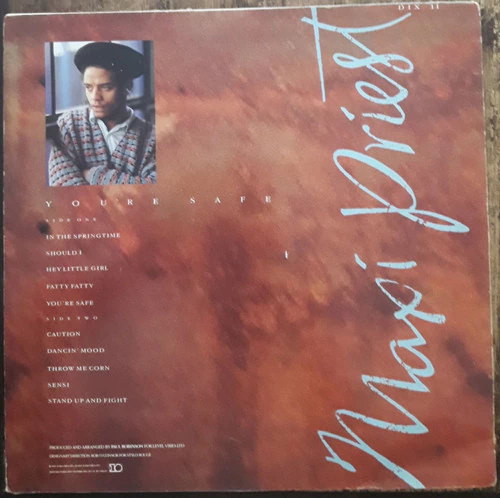 DIX 11
Maxi Priest
YOU'RE SAFE
SIDE ONE
IN THE SPRINGTIME
SHOULD I
HEY LITTLE GIRL
FATTY FATTY
YOU'RE SAFE
SIDE TWO
CAUTION
DANCIN' MOOD
THROW ME CORN
SENSI
STAND UP AND FIGHT
PRODUCED AND ARRANGED BY PAUL ROBINSON FOR LEVEL VIBES LTD
10